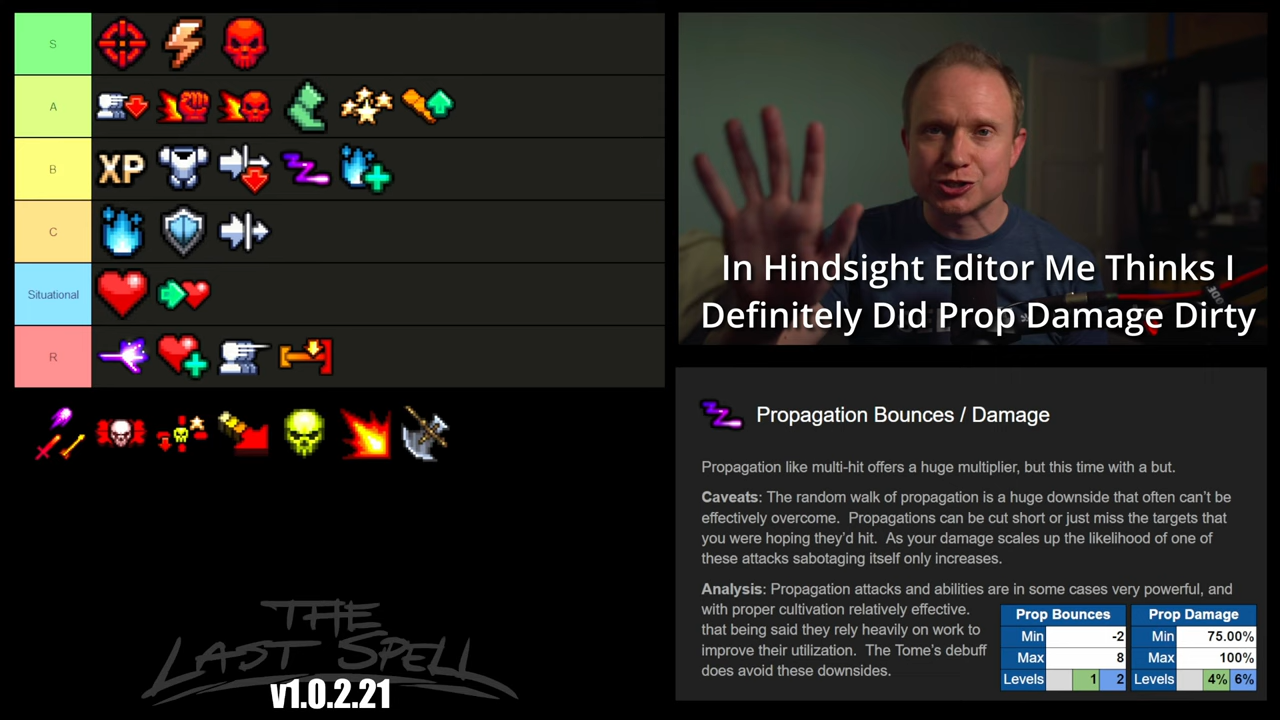 S
A
B
XP
C
Situational
R
In Hindsight Editor Me Thinks I
Definitely Did Prop Damage Dirty
Propagation Bounces / Damage
Propagation like multi-hit offers a huge multiplier, but this time with a but.
Caveats: The random walk of propagation is a huge downside that often can't be
effectively overcome. Propagations can be cut short or just miss the targets that
you were hoping they'd hit. As your damage scales up the likelihood of one of
these attacks sabotaging itself only increases.
Analysis: Propagation attacks and abilities are in some cases very powerful, and
with proper cultivation relatively effective.
that being said they rely heavily on work to
improve their utilization. The Tome's debuff
does avoid these downsides.
Prop Bounces
Min -2
Max 8
Levels 1 2
Prop Damage
Min 75.00%
Max 100%
Levels 4% 6%
THE
LAST SPELL
v1.0.2.21